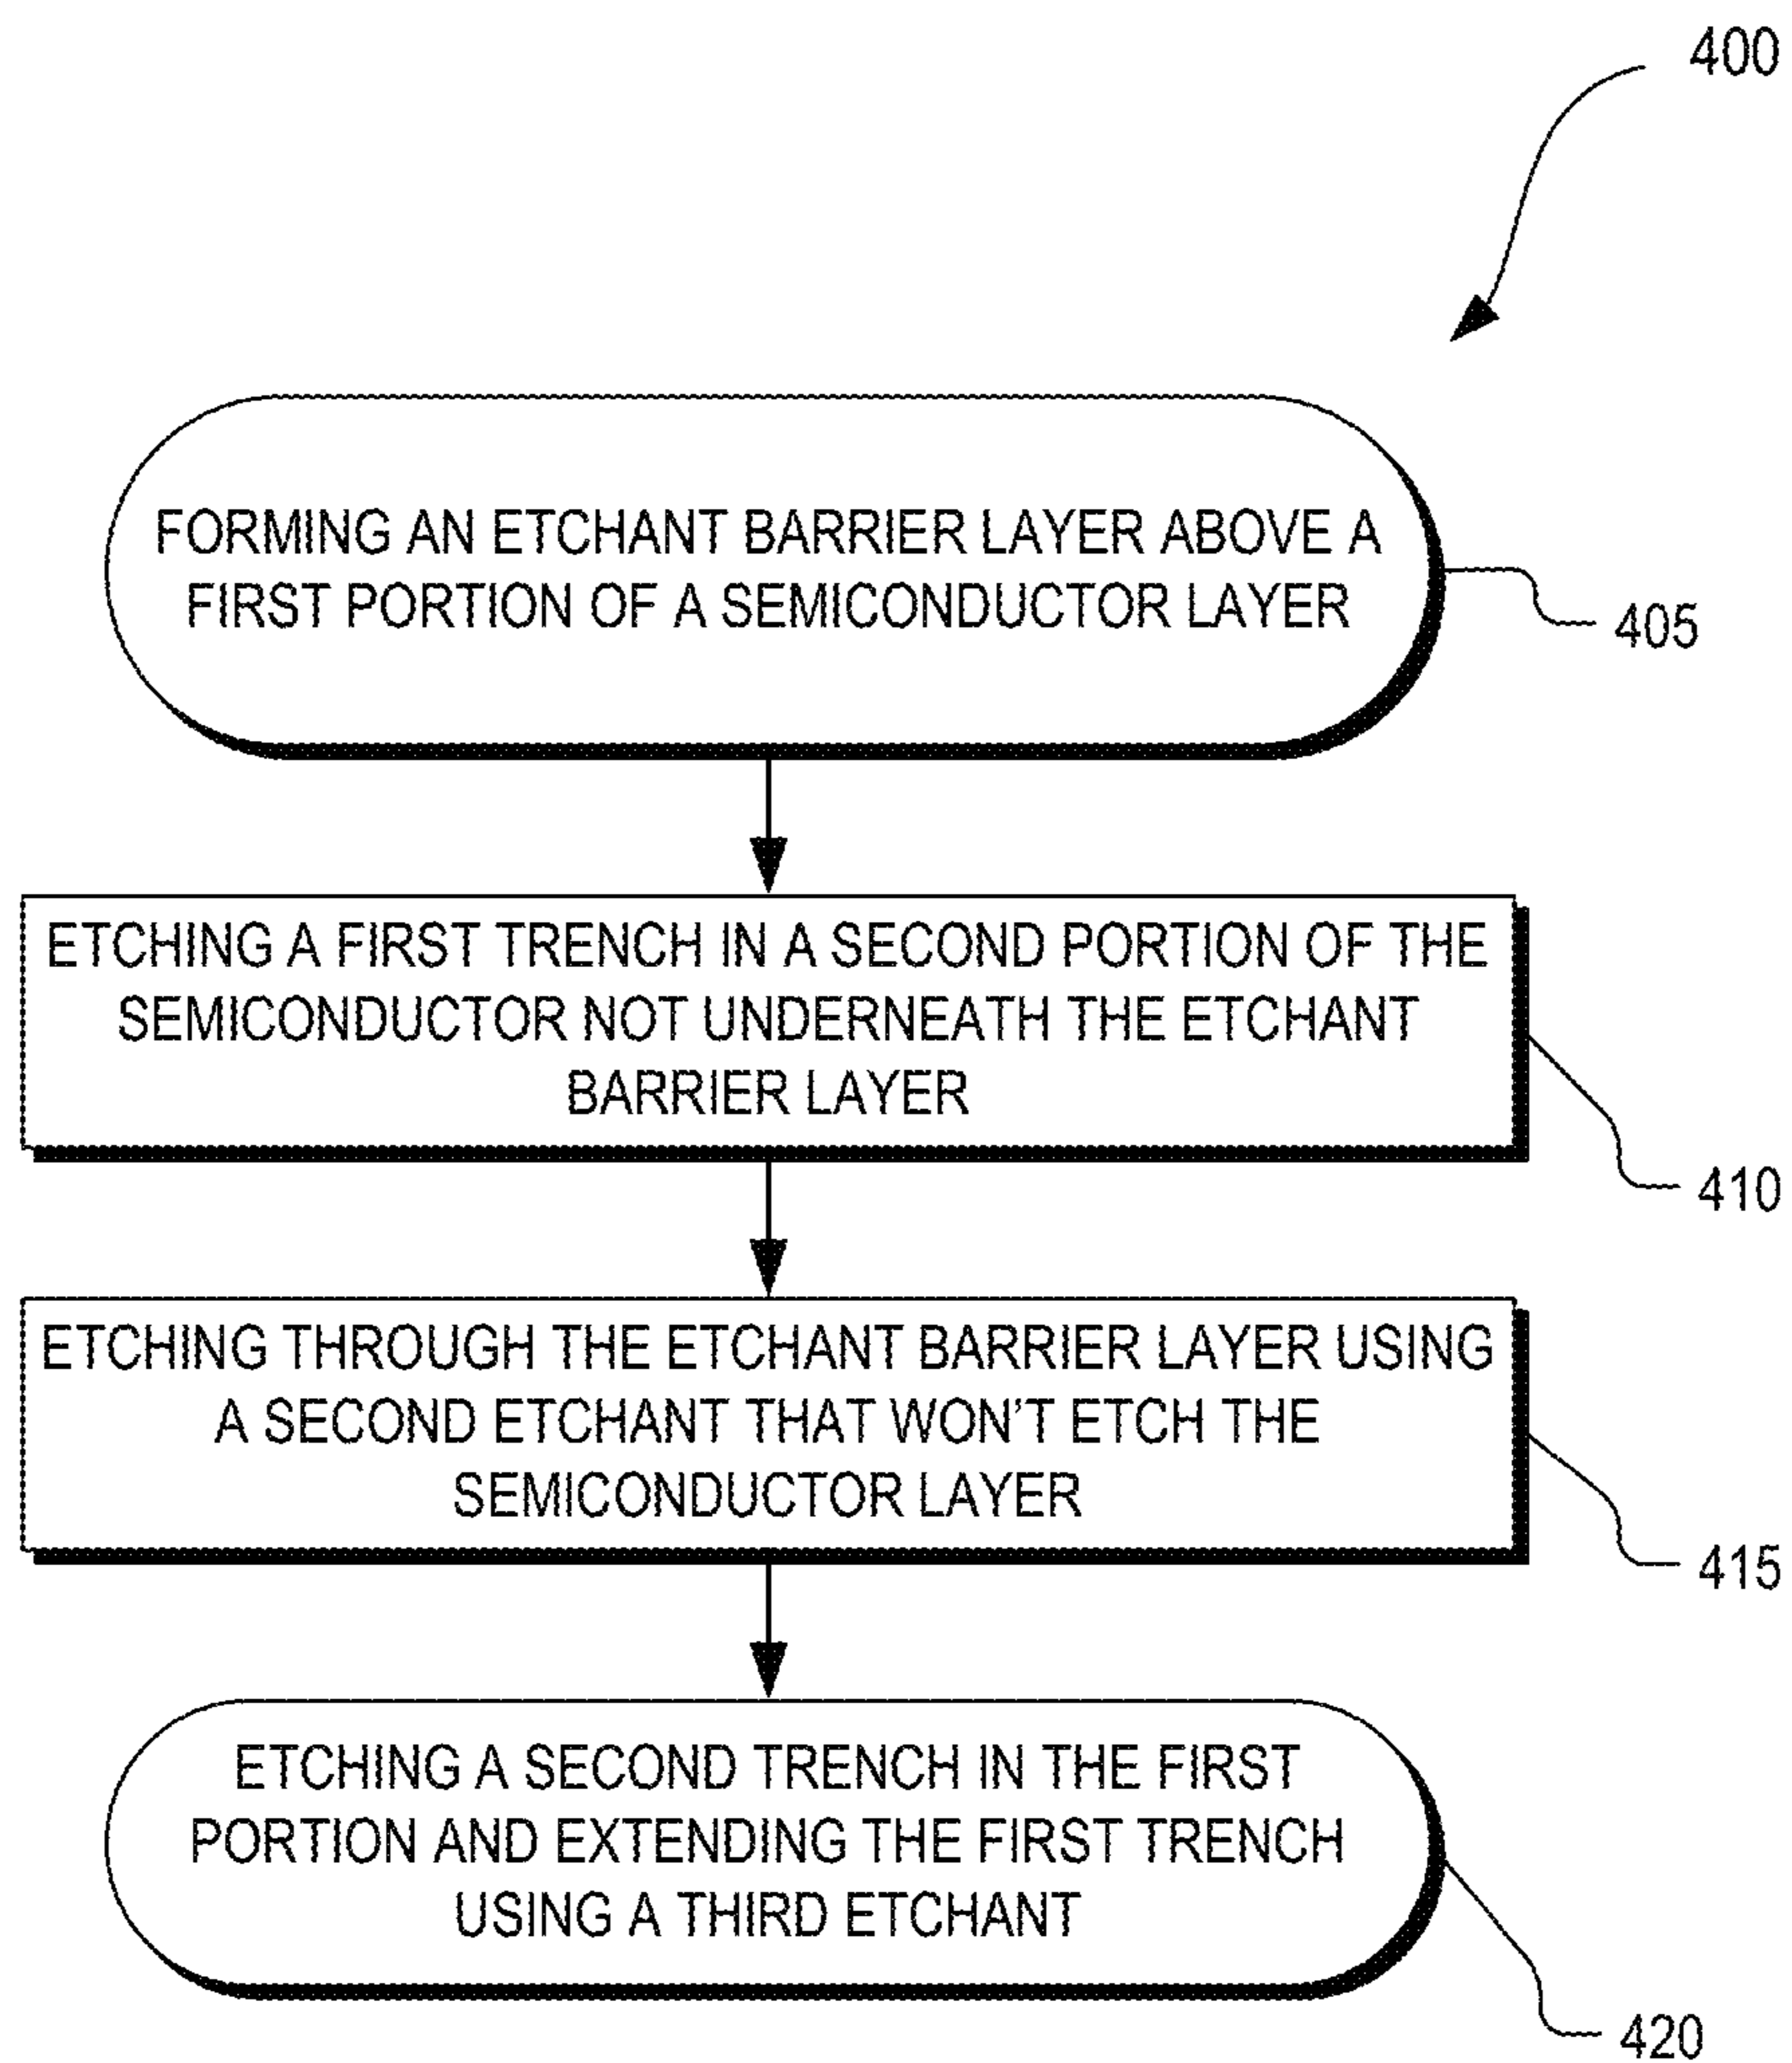 400
FORMING AN ETCHANT BARRIER LAYER ABOVE A
FIRST PORTION OF A SEMICONDUCTOR LAYER
405
ETCHING A FIRST TRENCH IN A SECOND PORTION OF THE
SEMICONDUCTOR NOT UNDERNEATH THE ETCHANT
BARRIER LAYER
410
ETCHING THROUGH THE ETCHANT BARRIER LAYER USING
A SECOND ETCHANT THAT WON'T ETCH THE
SEMICONDUCTOR LAYER
415
ETCHING A SECOND TRENCH IN THE FIRST
PORTION AND EXTENDING THE FIRST TRENCH
USING A THIRD ETCHANT
420